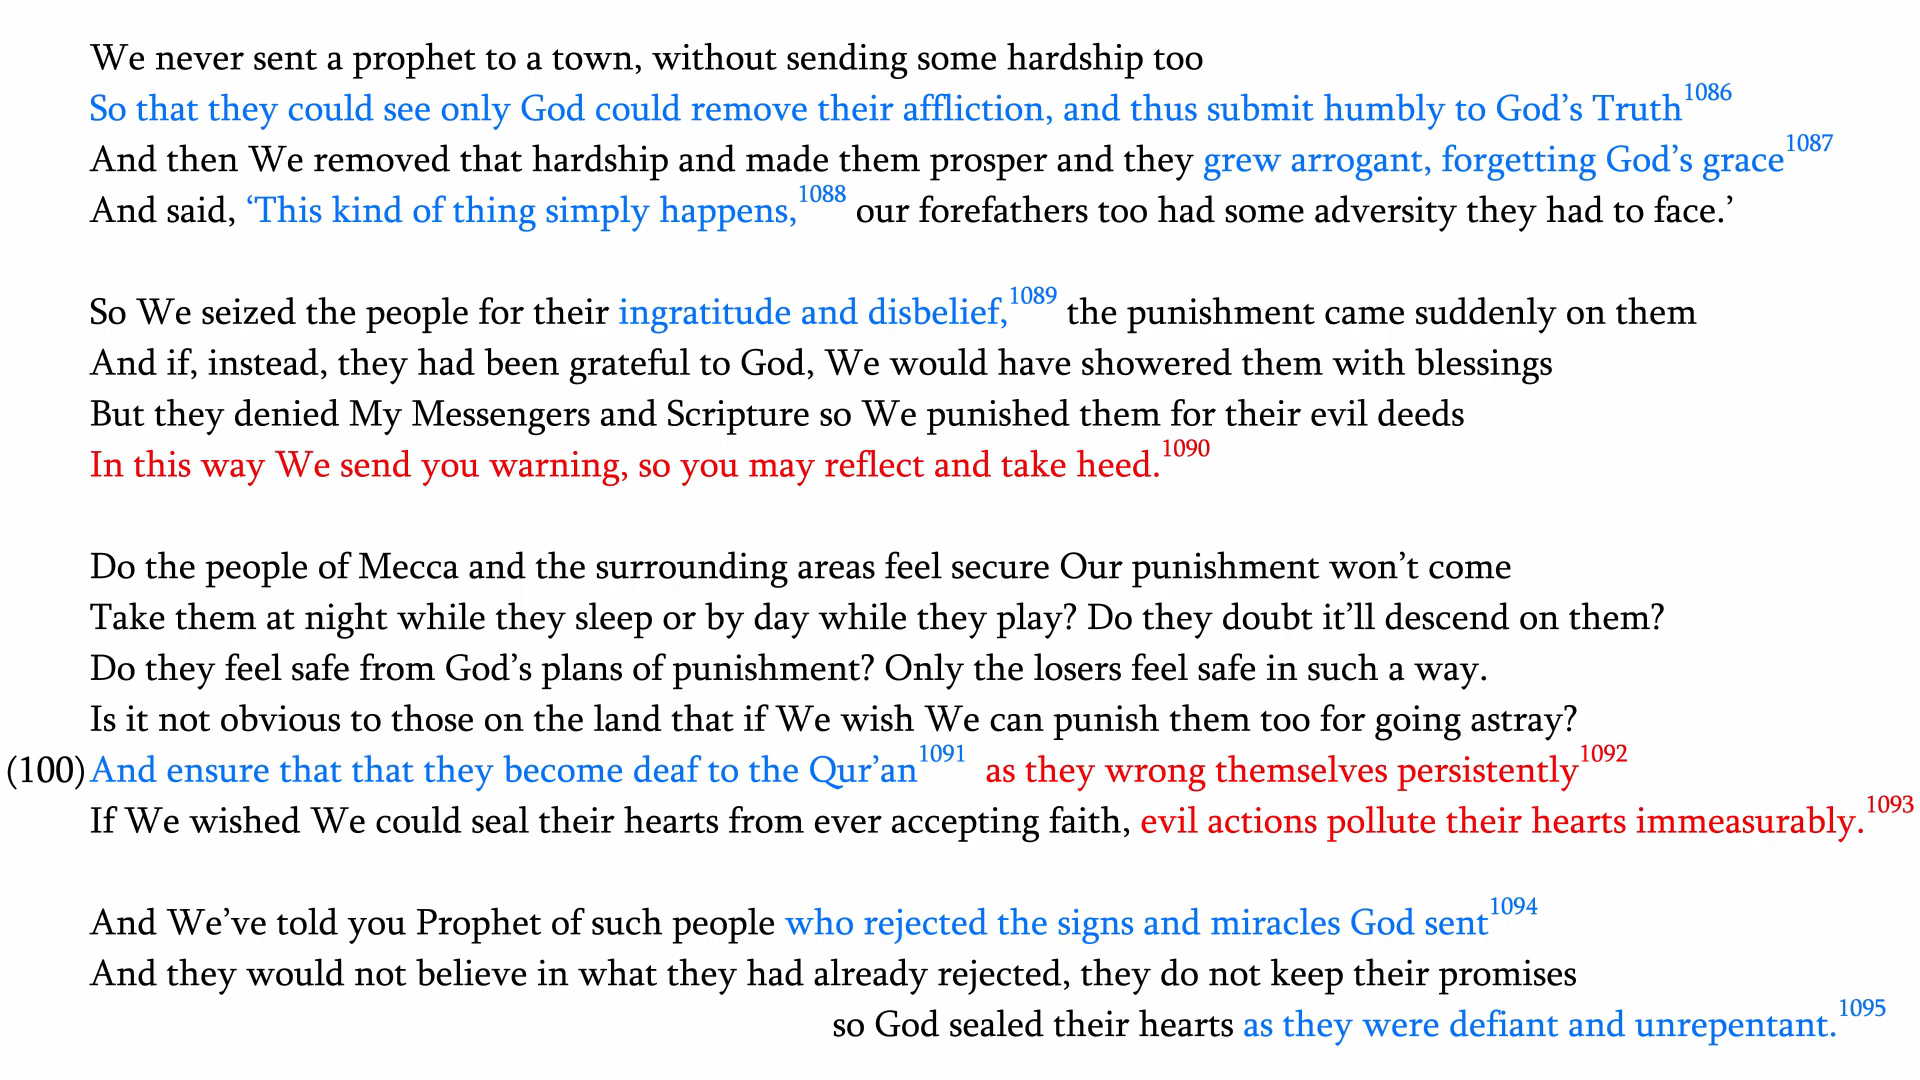 We never sent a prophet to a town, without sending some hardship too
So that they could see only God could remove their affliction, and thus submit humbly to God’s Truth1086
And then We removed that hardship and made them prosper and they grew arrogant, forgetting God’s grace1087
And said, ‘This kind of thing simply happens,1088 our forefathers too had some adversity they had to face.’
So We seized the people for their ingratitude and disbelief,1089 the punishment came suddenly on them
And if, instead, they had been grateful to God, We would have showered them with blessings
But they denied My Messengers and Scripture so We punished them for their evil deeds
In this way We send you warning, so you may reflect and take heed.1090
Do the people of Mecca and the surrounding areas feel secure Our punishment won’t come
Take them at night while they sleep or by day while they play? Do they doubt it’ll descend on them?
Do they feel safe from God’s plans of punishment? Only the losers feel safe in such a way.
Is it not obvious to those on the land that if We wish We can punish them too for going astray?
(100) And ensure that that they become deaf to the Qur’an1091 as they wrong themselves persistently1092
If We wished We could seal their hearts from ever accepting faith, evil actions pollute their hearts immeasurably.1093
And We’ve told you Prophet of such people who rejected the signs and miracles God sent1094
And they would not believe in what they had already rejected, they do not keep their promises
so God sealed their hearts as they were defiant and unrepentant.1095